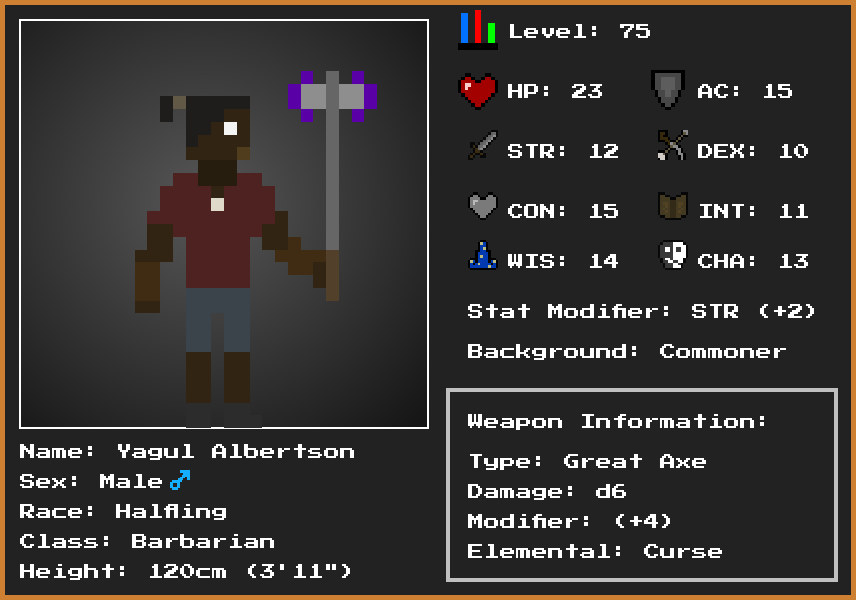 Level: 75
HP: 23
AC: 15
STR: 12
DEX: 10
CON: 15
INT: 11
WIS: 14
CHA: 13
Stat Modifier: STR (+2)
Background: Commoner
Weapon Information:
Type: Great Axe
Damage: d6
Modifier: (+4)
Elemental: Curse
Name: Yagul Albertson
Sex: Male♂
Race: Halfling
Class: Barbarian
Height: 120cm (3'11")